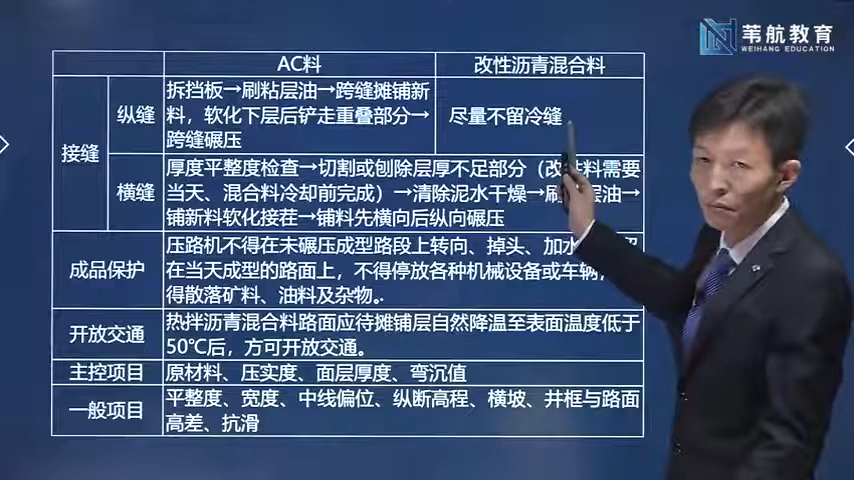 苇航教育
WEIHANG EDUCATION
AC料
改性沥青混合料
接缝
纵缝
拆挡板→刷粘层油→跨缝摊铺新
料，软化下层后铲走重叠部分→
跨缝碾压
尽量不留冷缝
横缝
厚度平整度检查→切割或刨除层厚不足部分（改性料需要
当天、混合料冷却前完成）→清除泥水干燥→刷 层油→
铺新料软化接茬→铺料先横向后纵向碾压
成品保护
压路机不得在未碾压成型路段上转向、掉头、加水
在当天成型的路面上，不得停放各种机械设备或车辆，
得散落矿料、油料及杂物。
开放交通
热拌沥青混合料路面应待摊铺层自然降温至表面温度低于
50℃后，方可开放交通。
主控项目
原材料、压实度、面层厚度、弯沉值
一般项目
平整度、宽度、中线偏位、纵断高程、横坡、井框与路面
高差、抗滑